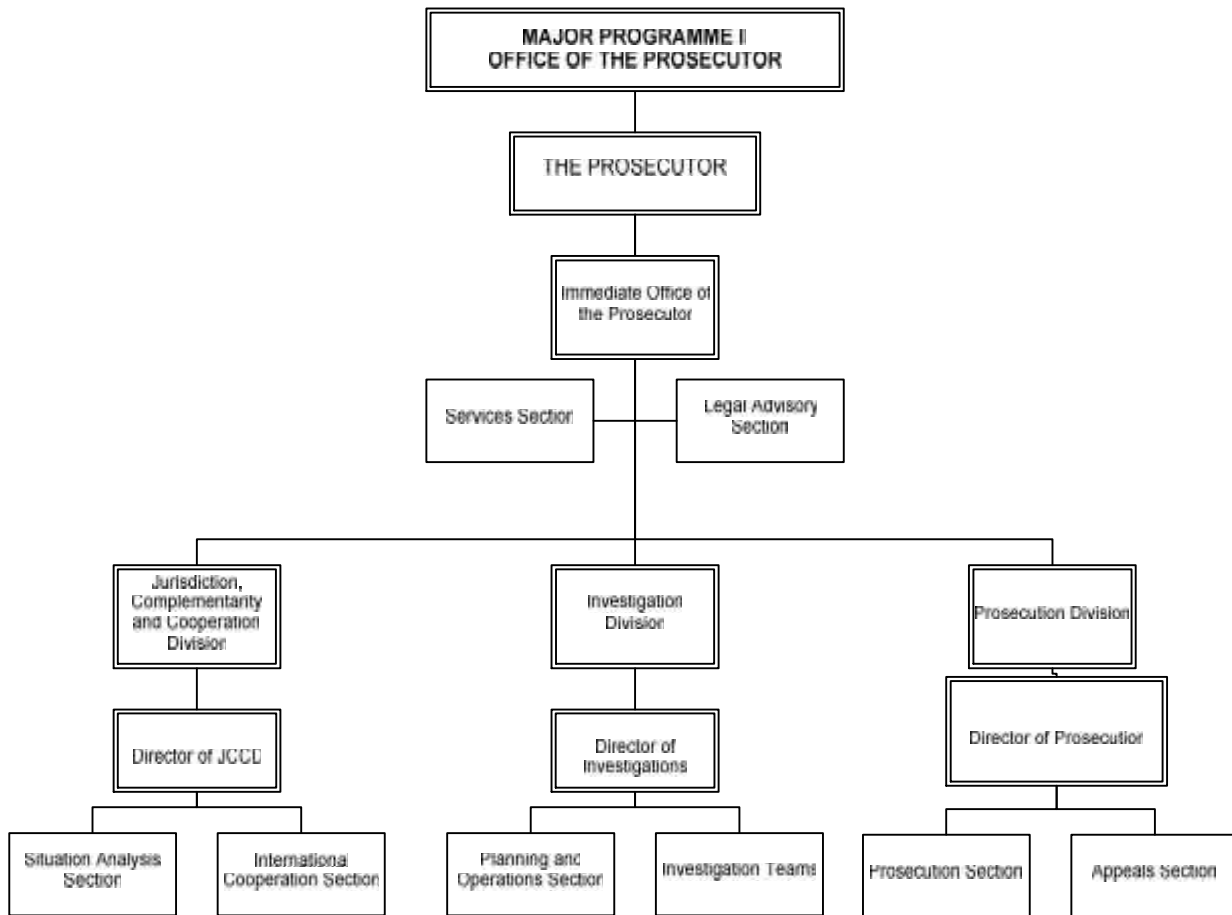 MAJOR PROGRAMME II
OFFICE OF THE PROSECUTOR
THE PROSECUTOR
Immediate Office of
the Prosecutor
Services Section
Legal Advisory
Section
Jurisdiction,
Complementarity
and Cooperation
Division
Investigation
Division
Prosecution Division
Director of JCCD
Director of
Investigations
Director of Prosecution
Situation Analysis
Section
International
Cooperation Section
Planning and
Operations Section
Investigation Teams
Prosecution Section
Appeals Section